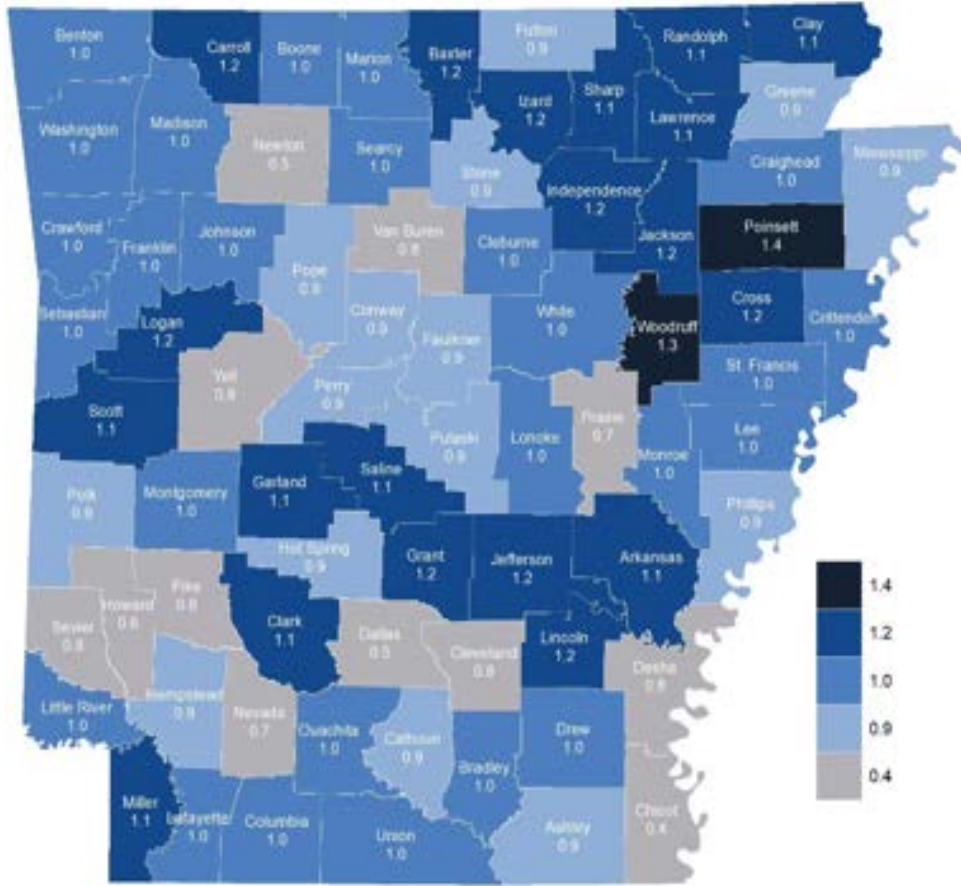 Benton
1.0
Carroll
1.2
Boone
1.0
Marion
1.0
Baxter
1.2
Fulton
0.9
Randolph
1.1
Clay
1.1
Izard
1.2
Sharp
1.1
Lawrence
1.1
Greene
0.9
Washington
1.0
Madison
1.0
Newton
0.5
Searcy
1.0
Stone
0.9
Independence
1.2
Craighead
1.0
Mississippi
0.9
Crawford
1.0
Franklin
1.0
Johnson
1.0
Pope
Van Buren
0.8
Cleburne
1.0
Jackson
1.2
Poinsett
1.4
Sebastian
1.0
Logan
1.2
Conway
0.9
Faulkner
0.9
White
1.0
Woodruff
1.3
Cross
1.2
Crittenden
1.0
Scott
1.1
Yell
Perry
0.9
Pulaski
0.9
Lonoke
1.0
Prairie
0.7
Monroe
1.0
St. Francis
1.0
Lee
1.0
Polk
0.9
Montgomery
1.0
Garland
1.1
Saline
1.1
Phillips
0.9
Hot Spring
0.9
Grant
1.2
Jefferson
1.2
Arkansas
1.1
Sevier
0.8
Howard
Pike
0.8
Clark
1.1
Dallas
0.5
Cleveland
0.8
Lincoln
1.2
Desha
Little River
1.0
Hempstead
0.9
Nevada
0.7
Ouachita
1.0
Calhoun
0.9
Bradley
1.0
Drew
1.0
Miller
1.1
Lafayette
1.0
Columbia
1.0
Union
1.0
Ashley
0.9
Chicot
0.4
1.4
1.2
1.0
0.9
0.4